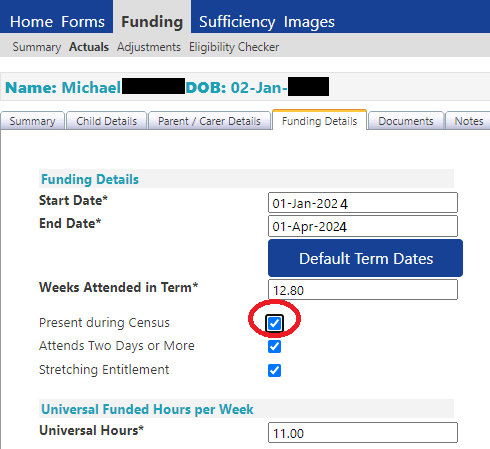 Home Forms Funding Sufficiency Images
Summary Actuals Adjustments Eligibility Checker
Name: Michael DOB: 02-Jan-
Summary Child Details Parent / Carer Details Funding Details Documents Notes
Funding Details
Start Date* 01-Jan-2024
End Date* 01-Apr-2024
Default Term Dates
Weeks Attended in Term* 12.80
Present during Census
Attends Two Days or More
Stretching Entitlement
Universal Funded Hours per Week
Universal Hours* 11.00